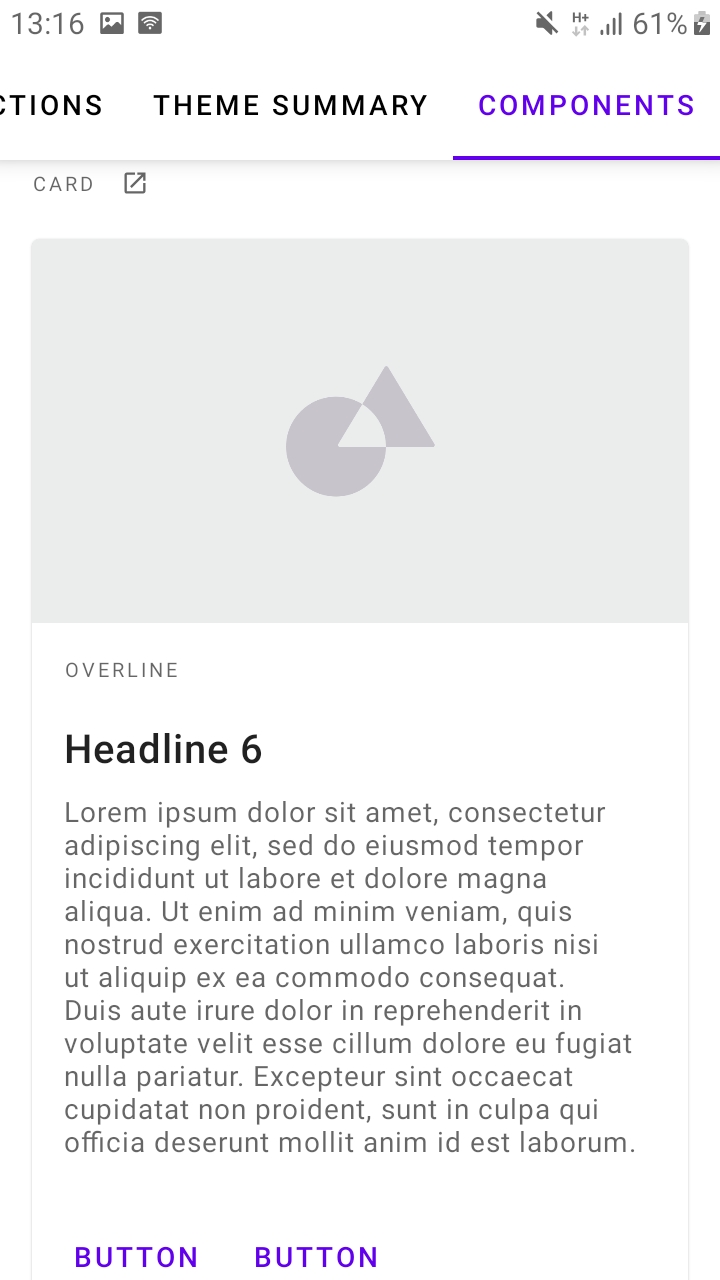 13:16 H+ 61%
CTIONS THEME SUMMARY COMPONENTS
CARD
OVERLINE
Headline 6
Lorem ipsum dolor sit amet, consectetur
adipiscing elit, sed do eiusmod tempor
incididunt ut labore et dolore magna
aliqua. Ut enim ad minim veniam, quis
nostrud exercitation ullamco laboris nisi
ut aliquip ex ea commodo consequat.
Duis aute irure dolor in reprehenderit in
voluptate velit esse cillum dolore eu fugiat
nulla pariatur. Excepteur sint occaecat
cupidatat non proident, sunt in culpa qui
officia deserunt mollit anim id est laborum.
BUTTON BUTTON